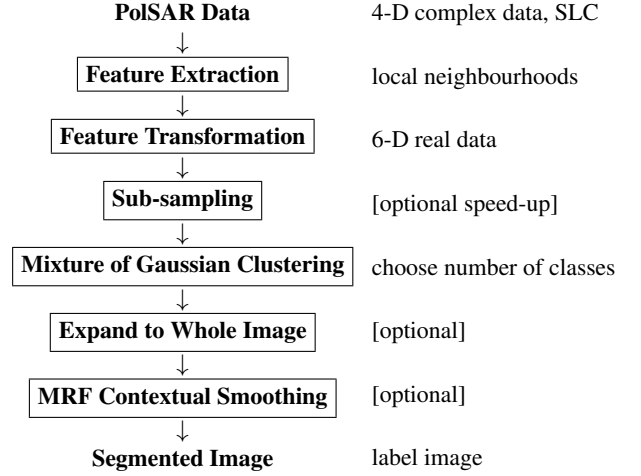 PolSAR Data 4-D complex data, SLC
↓
Feature Extraction local neighbourhoods
↓
Feature Transformation 6-D real data
↓
Sub-sampling [optional speed-up]
↓
Mixture of Gaussian Clustering choose number of classes
↓
Expand to Whole Image [optional]
↓
MRF Contextual Smoothing [optional]
↓
Segmented Image label image